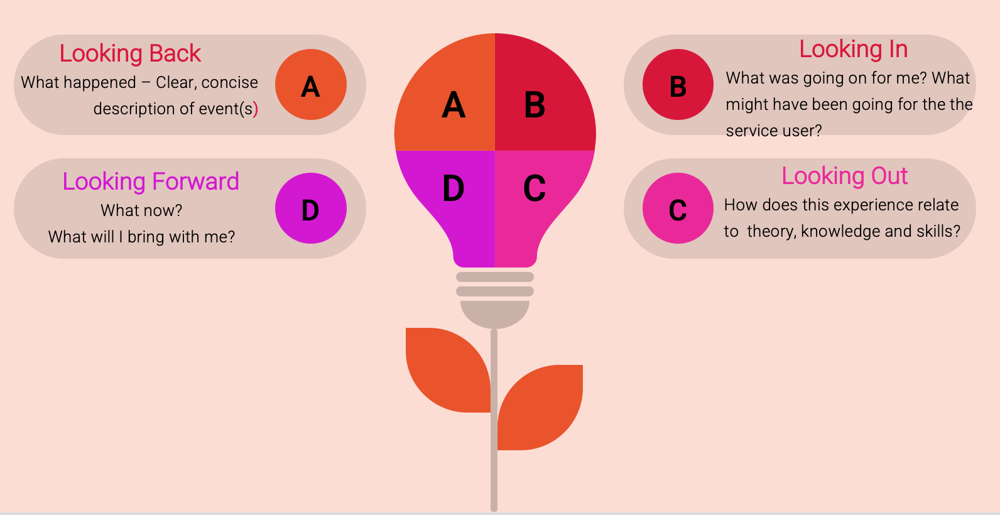 Looking Back
What happened – Clear, concise
description of event(s)
A
Looking Forward
What now?
What will I bring with me?
D
A
B
D
C
B
Looking In
What was going on for me? What
might have been going for the the
service user?
C
Looking Out
How does this experience relate
to  theory, knowledge and skills?